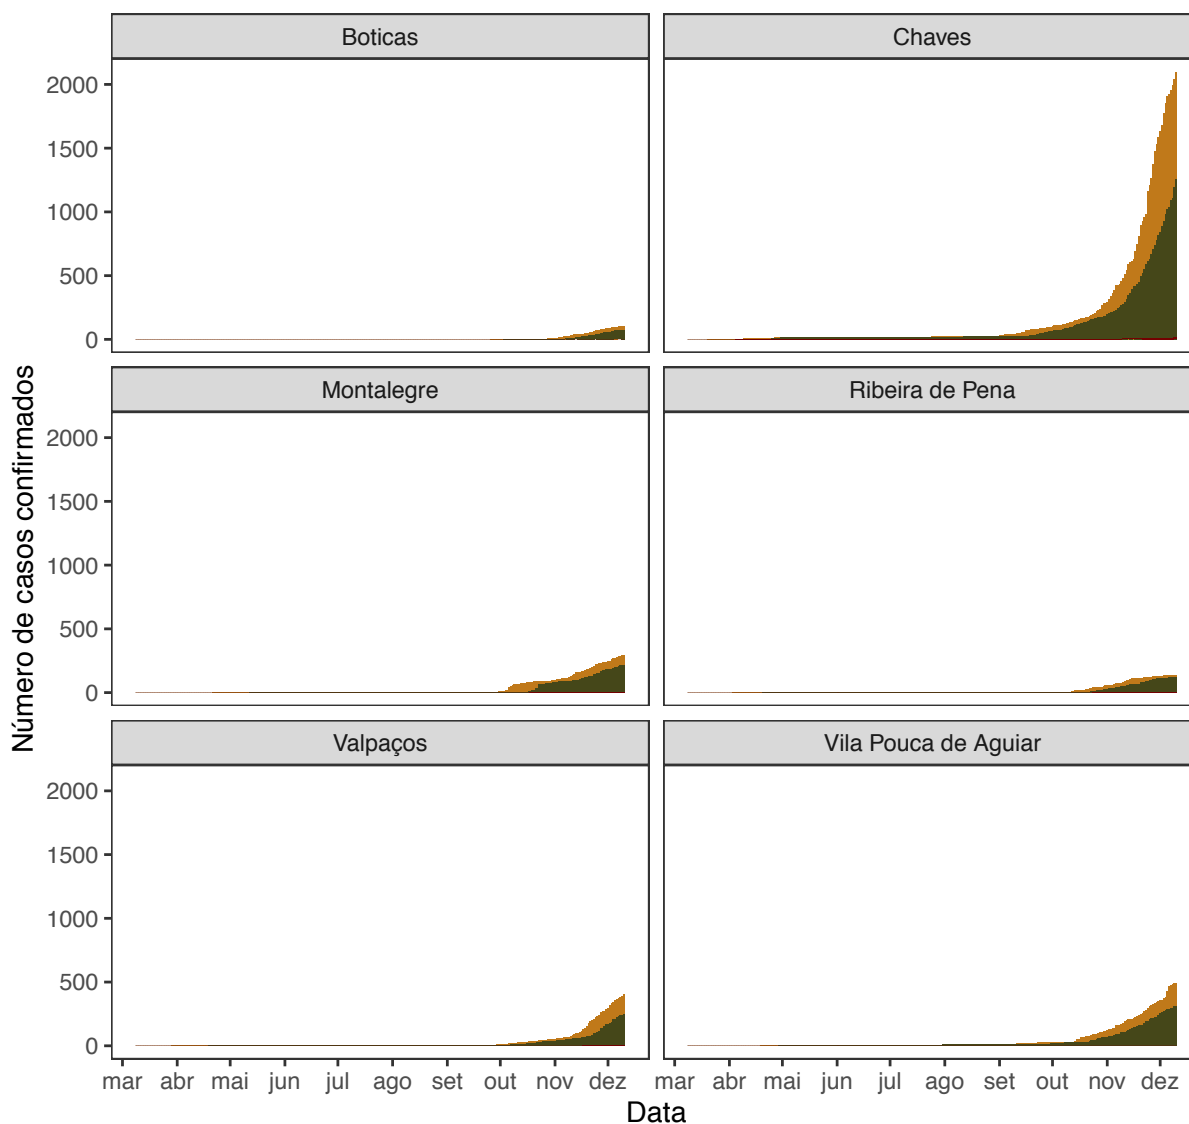 Boticas
Chaves
2000
1500
1000
500
0
Montalegre
Ribeira de Pena
2000
1500
1000
500
0
Valpaços
Vila Pouca de Aguiar
2000
1500
1000
500
0
mar abr mai jun jul ago set out nov dez
mar abr mai jun jul ago set out nov dez
Data
Número de casos confirmados